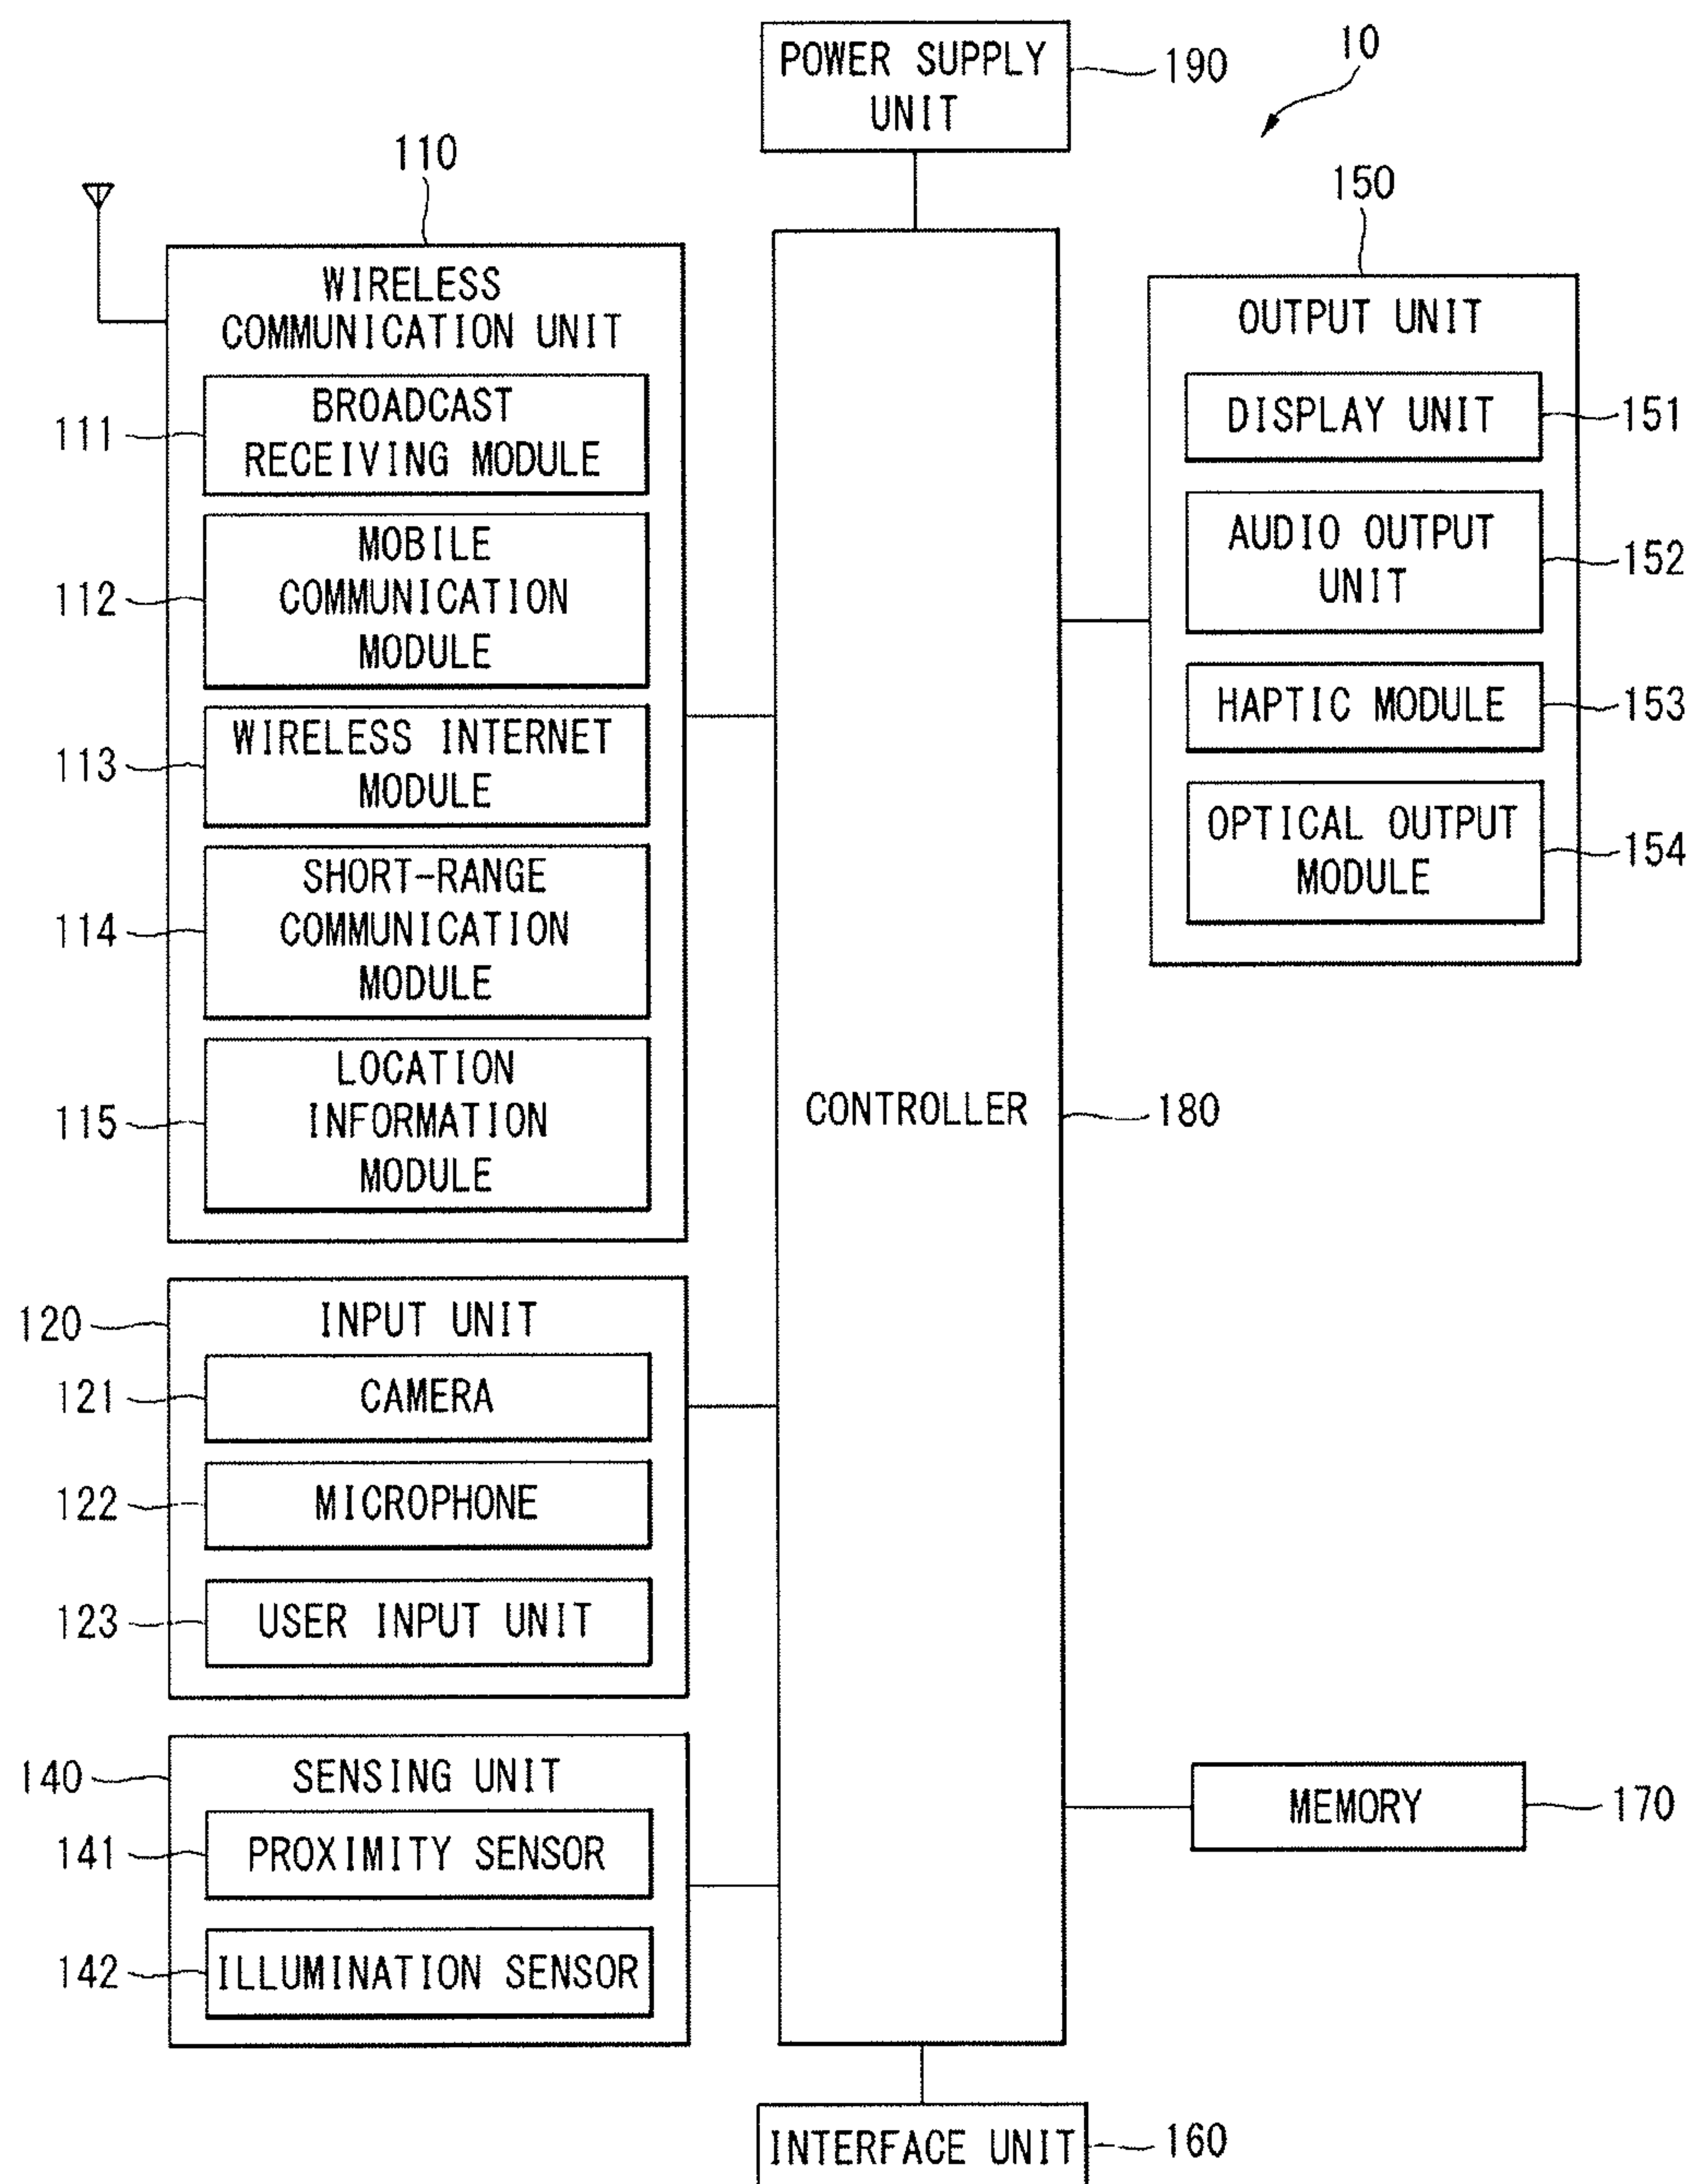 POWER SUPPLY
UNIT
190
10
110
WIRELESS
COMMUNICATION UNIT
111
BROADCAST
RECEIVING MODULE
112
MOBILE
COMMUNICATION
MODULE
113
WIRELESS INTERNET
MODULE
114
SHORT-RANGE
COMMUNICATION
MODULE
115
LOCATION
INFORMATION
MODULE
120
INPUT UNIT
121
CAMERA
122
MICROPHONE
123
USER INPUT UNIT
140
SENSING UNIT
141
PROXIMITY SENSOR
142
ILLUMINATION SENSOR
CONTROLLER
180
150
OUTPUT UNIT
DISPLAY UNIT
151
AUDIO OUTPUT
UNIT
152
HAPTIC MODULE
153
OPTICAL OUTPUT
MODULE
154
MEMORY
170
INTERFACE UNIT
160